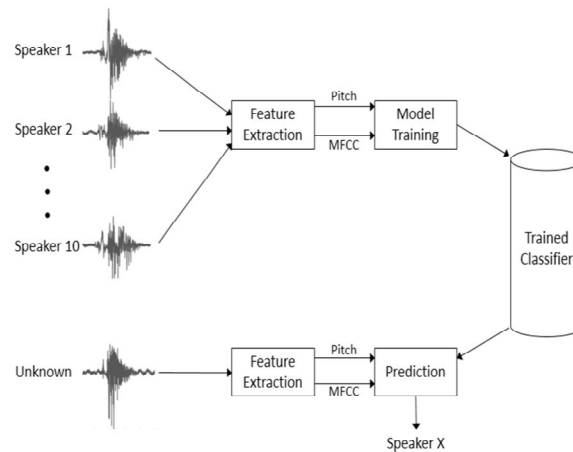 Speaker 1
Speaker 2
Speaker 10
Feature
Extraction
Pitch
MFCC
Model
Training
Trained
Classifier
Unknown
Feature
Extraction
Pitch
MFCC
Prediction
Speaker X